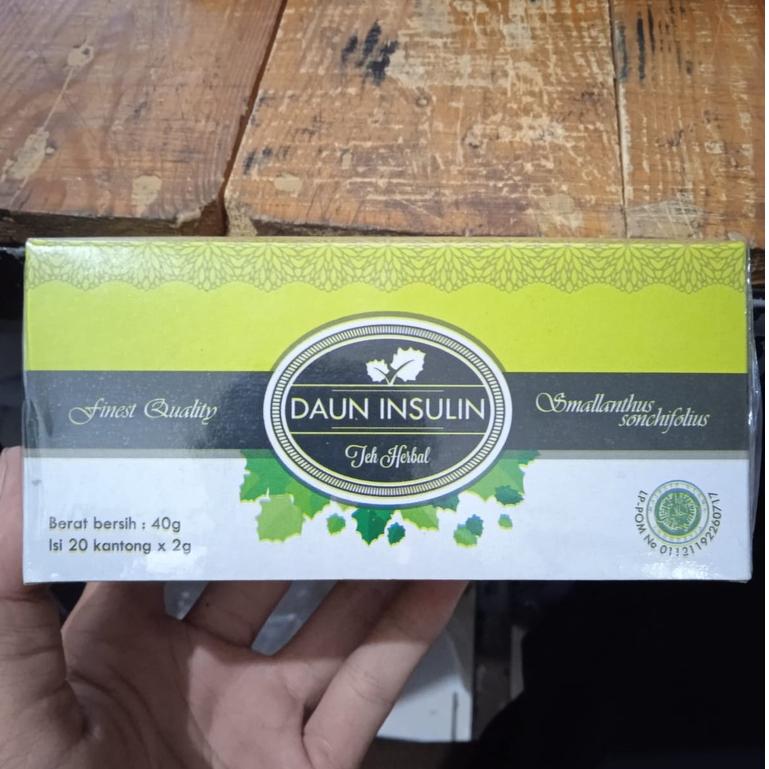 Finest Quality
DAUN INSULIN
Teh Herbal
Smallanthus
sonchifolius
Berat bersih : 40g
Isi 20 kantong x 2g
LP-POM No 01121192260717